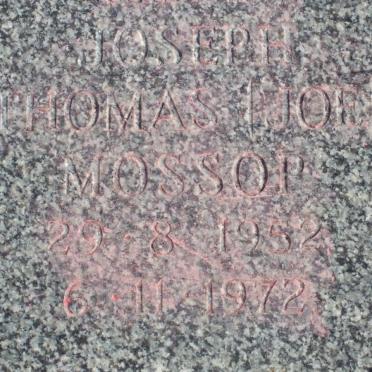 JOSEPH
THOMAS (JOE
MOSSOP
29-8-1952
6-11-1972